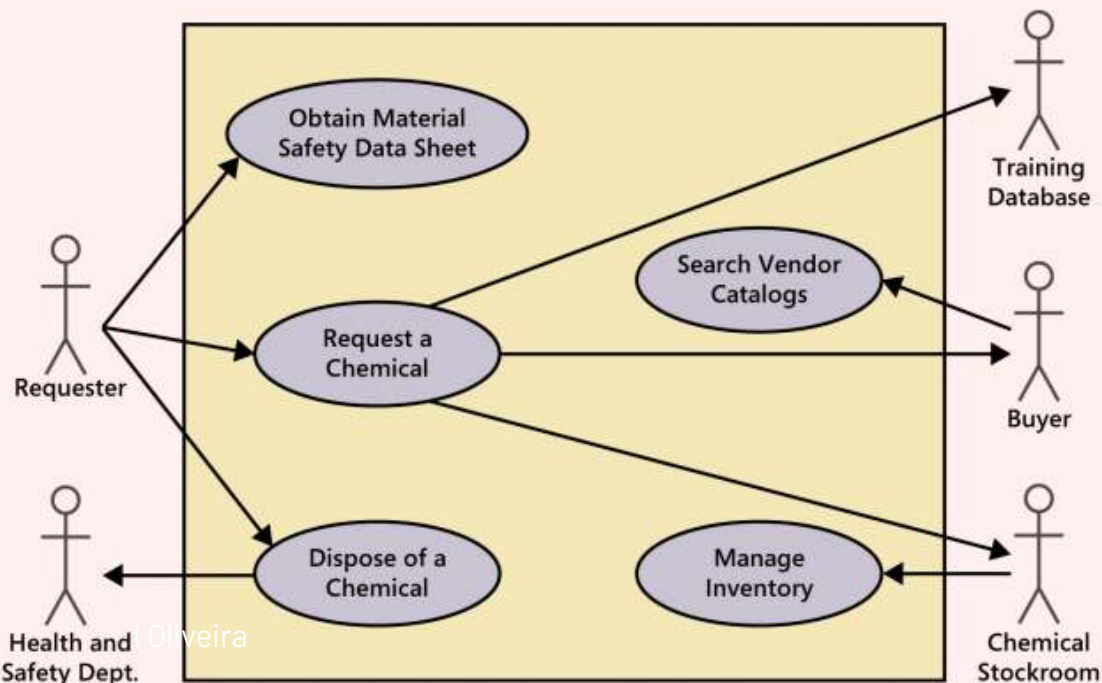 Obtain Material
Safety Data Sheet
Training
Database
Search Vendor
Catalogs
Request a
Chemical
Requester
Buyer
Dispose of a
Chemical
Manage
Inventory
Health and
Safety Dept.
Oliveira
Chemical
Stockroom